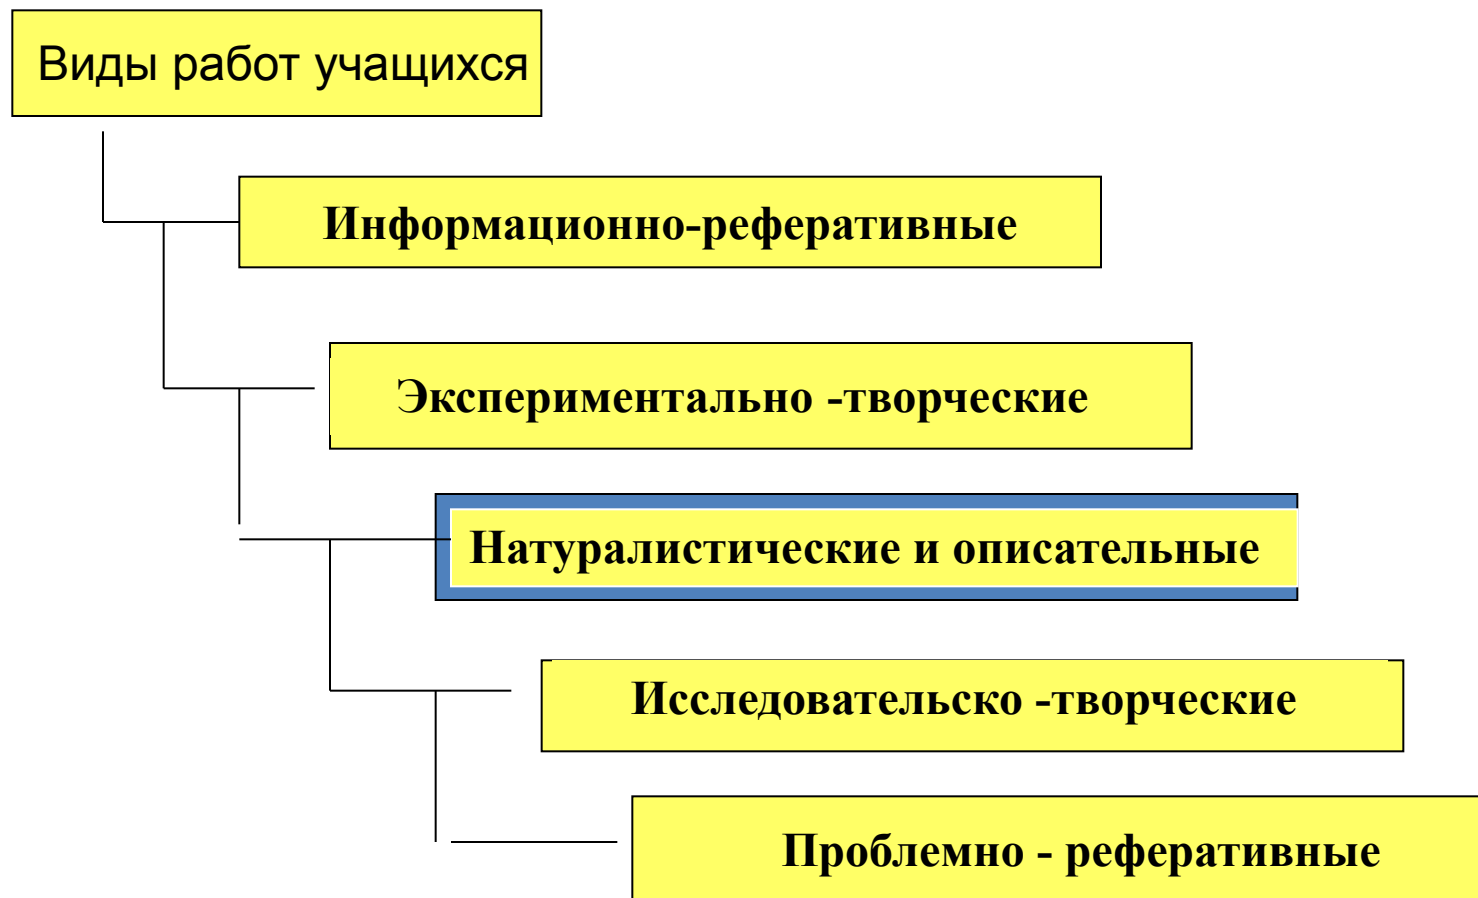 Виды работ учащихся
Информационно-реферативные
Экспериментально -творческие
Натуралистические и описательные
Исследовательско -творческие
Проблемно - реферативные